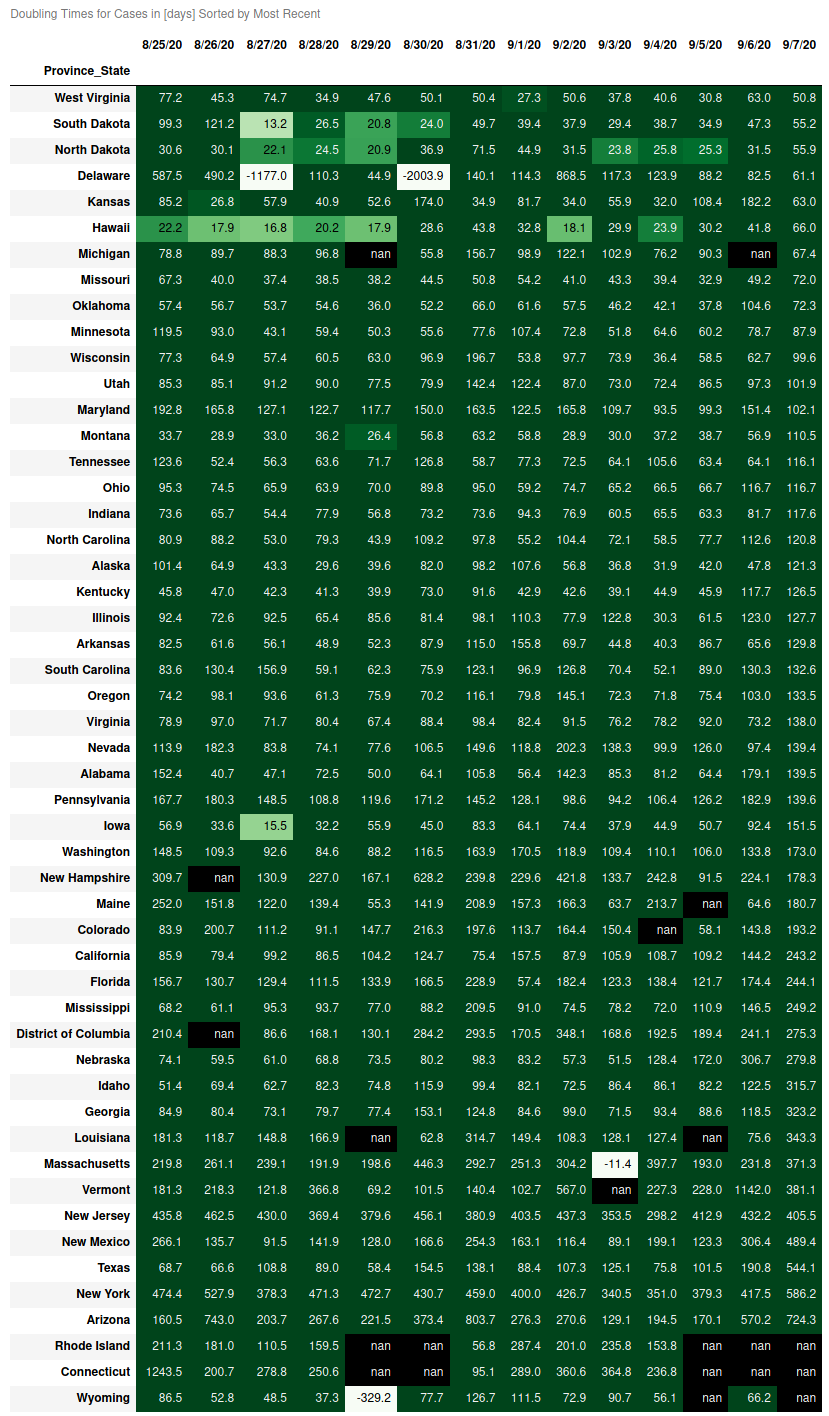 Doubling Times for Cases in [days] Sorted by Most Recent
8/25/20 8/26/20 8/27/20 8/28/20 8/29/20 8/30/20 8/31/20 9/1/20 9/2/20 9/3/20 9/4/20 9/5/20 9/6/20 9/7/20
Province_State
West Virginia 77.2 45.3 74.7 34.9 47.6 50.1 50.4 27.3 50.6 37.8 40.6 30.8 63.0 50.8
South Dakota 99.3 121.2 13.2 26.5 20.8 24.0 49.7 39.4 37.9 29.4 38.7 34.9 47.3 55.2
North Dakota 30.6 30.1 22.1 24.5 20.9 36.9 71.5 44.9 31.5 23.8 25.8 25.3 31.5 55.9
Delaware 587.5 490.2 -1177.0 110.3 44.9 -2003.9 140.1 272.2 868.5 117.3 123.9 88.2 82.5 61.1
Kansas 85.2 26.8 57.9 40.9 52.6 174.0 34.9 81.7 34.0 55.9 32.0 108.4 182.2 63.0
Hawaii 22.2 17.9 16.8 20.2 17.9 28.6 43.8 32.8 18.1 29.9 23.9 30.2 41.8 66.0
Michigan 78.8 89.7 88.3 96.8 nan 55.8 156.7 98.9 122.1 102.9 76.2 90.3 nan 67.4
Missouri 67.3 40.0 37.4 38.5 38.2 44.5 50.8 54.2 41.0 43.3 39.4 32.9 49.2 72.0
Oklahoma 57.4 56.7 53.7 54.6 36.0 52.2 66.0 61.6 57.5 46.2 42.1 37.8 104.6 72.3
Minnesota 119.5 93.0 43.1 59.4 50.3 55.6 77.6 107.4 72.8 51.8 64.6 60.2 78.7 87.9
Wisconsin 77.3 64.9 57.4 60.5 63.0 96.9 196.7 53.8 97.7 73.9 36.4 58.5 62.7 99.6
Utah 85.3 85.1 91.2 90.0 77.5 79.9 142.4 122.4 87.0 73.0 72.4 86.5 97.3 101.9
Maryland 192.8 165.8 127.1 122.7 117.7 150.0 163.5 122.5 165.8 109.7 93.5 99.3 151.4 102.1
Montana 33.7 28.9 33.0 36.2 26.4 56.8 63.2 58.8 28.9 30.0 37.2 38.7 56.9 110.5
Tennessee 123.6 52.4 56.3 63.6 71.7 126.8 58.7 77.3 72.5 64.1 105.6 63.4 64.1 116.1
Ohio 95.3 74.5 65.9 63.9 70.0 89.8 95.0 59.2 74.7 65.2 66.5 66.7 116.7 116.7
Indiana 73.6 65.7 54.4 77.9 56.8 73.2 73.6 94.3 76.9 60.5 65.5 63.3 81.7 117.6
North Carolina 80.9 88.2 53.0 79.3 43.9 109.2 97.8 55.2 104.4 72.1 58.5 77.7 112.6 120.8
Alaska 101.4 64.9 43.3 29.6 39.6 82.0 98.2 107.6 56.8 36.8 31.9 42.0 47.8 121.3
Kentucky 45.8 47.0 42.3 41.3 39.9 73.0 91.6 42.9 42.6 39.1 44.9 45.9 117.7 126.5
Illinois 92.4 72.6 92.5 65.4 85.6 81.4 98.1 110.3 77.9 122.8 30.3 61.5 123.0 127.7
Arkansas 82.5 61.6 56.1 48.9 52.3 87.9 115.0 155.8 69.7 44.8 40.3 86.7 65.6 129.8
South Carolina 83.6 130.4 156.9 59.1 62.3 75.9 123.1 96.9 126.8 70.4 52.1 89.0 130.3 132.6
Oregon 74.2 98.1 93.6 61.3 75.9 70.2 116.1 79.8 145.1 72.3 71.8 75.4 103.0 133.5
Virginia 78.9 97.0 71.7 80.4 67.4 88.4 98.4 82.4 91.5 76.2 78.2 92.0 73.2 138.0
Nevada 113.9 182.3 83.8 74.1 77.6 106.5 149.6 118.8 202.3 138.3 99.9 126.0 97.4 139.4
Alabama 152.4 40.7 47.1 72.5 50.0 64.1 105.8 56.4 142.3 85.3 81.2 64.4 179.1 139.5
Pennsylvania 167.7 180.3 148.5 108.8 119.6 171.2 145.2 128.1 98.6 94.2 106.4 126.2 182.9 139.6
Iowa 56.9 33.6 15.5 32.2 55.9 45.0 83.3 64.1 74.4 37.9 44.9 50.7 92.4 151.5
Washington 148.5 109.3 92.6 84.6 88.2 116.5 163.9 170.5 118.9 109.4 110.1 106.0 133.8 173.0
New Hampshire 309.7 nan 130.9 227.0 167.1 628.2 239.8 229.6 421.8 133.7 242.8 91.5 224.1 178.3
Maine 252.0 151.8 122.0 139.4 55.3 141.9 208.9 157.3 166.3 63.7 213.7 nan 64.6 180.7
Colorado 83.9 200.7 111.2 91.1 147.7 216.3 197.6 113.7 164.4 150.4 nan 58.1 143.8 193.2
California 85.9 79.4 99.2 86.5 104.2 124.7 75.4 157.5 87.9 105.9 108.7 109.2 144.2 243.2
Florida 156.7 130.7 129.4 111.5 133.9 166.5 228.9 57.4 182.4 123.3 138.4 121.7 174.4 244.1
Mississippi 68.2 61.1 95.3 93.7 77.0 88.2 209.5 91.0 74.5 78.2 72.0 110.9 146.5 249.2
District of Columbia 210.4 nan 86.6 168.1 130.1 284.2 293.5 170.5 348.1 168.6 192.5 189.4 241.1 275.3
Nebraska 74.1 59.5 61.0 68.8 73.5 80.2 98.3 83.2 57.3 51.5 128.4 172.0 306.7 279.8
Idaho 51.4 69.4 62.7 82.3 74.8 115.9 99.4 82.1 72.5 86.4 86.1 82.2 122.5 315.7
Georgia 84.9 80.4 73.1 79.7 77.4 153.1 124.8 84.6 99.0 71.5 93.4 88.6 118.5 323.2
Louisiana 181.3 118.7 148.8 166.9 nan 62.8 314.7 149.4 108.3 128.1 127.4 nan 75.6 343.3
Massachusetts 219.8 261.1 239.1 191.9 198.6 446.3 292.7 251.3 304.2 -11.4 397.7 193.0 231.8 371.3
Vermont 181.3 218.3 121.8 366.8 69.2 101.5 140.4 102.7 567.0 nan 227.3 228.0 1142.0 381.1
New Jersey 435.8 462.5 430.0 369.4 379.6 456.1 380.9 403.5 437.3 353.5 298.2 412.9 432.2 405.5
New Mexico 266.1 135.7 91.5 141.9 128.0 166.6 254.3 163.1 116.4 89.1 199.1 123.3 306.4 489.4
Texas 68.7 66.6 108.8 89.0 58.4 154.5 138.1 88.4 107.3 125.1 75.8 101.5 190.8 544.1
New York 474.4 527.9 378.3 471.3 472.7 430.7 459.0 400.0 426.7 340.5 351.0 379.3 417.5 586.2
Arizona 160.5 743.0 203.7 267.6 221.5 373.4 803.7 276.3 270.6 129.1 194.5 170.1 570.2 724.3
Rhode Island 211.3 181.0 110.5 159.5 nan nan 56.8 287.4 201.0 235.8 153.8 nan nan nan
Connecticut 1243.5 200.7 278.8 250.6 nan nan 95.1 289.0 360.6 364.8 236.8 nan nan nan
Wyoming 86.5 52.8 48.5 37.3 -329.2 77.7 126.7 111.5 72.9 90.7 56.1 nan 66.2 nan